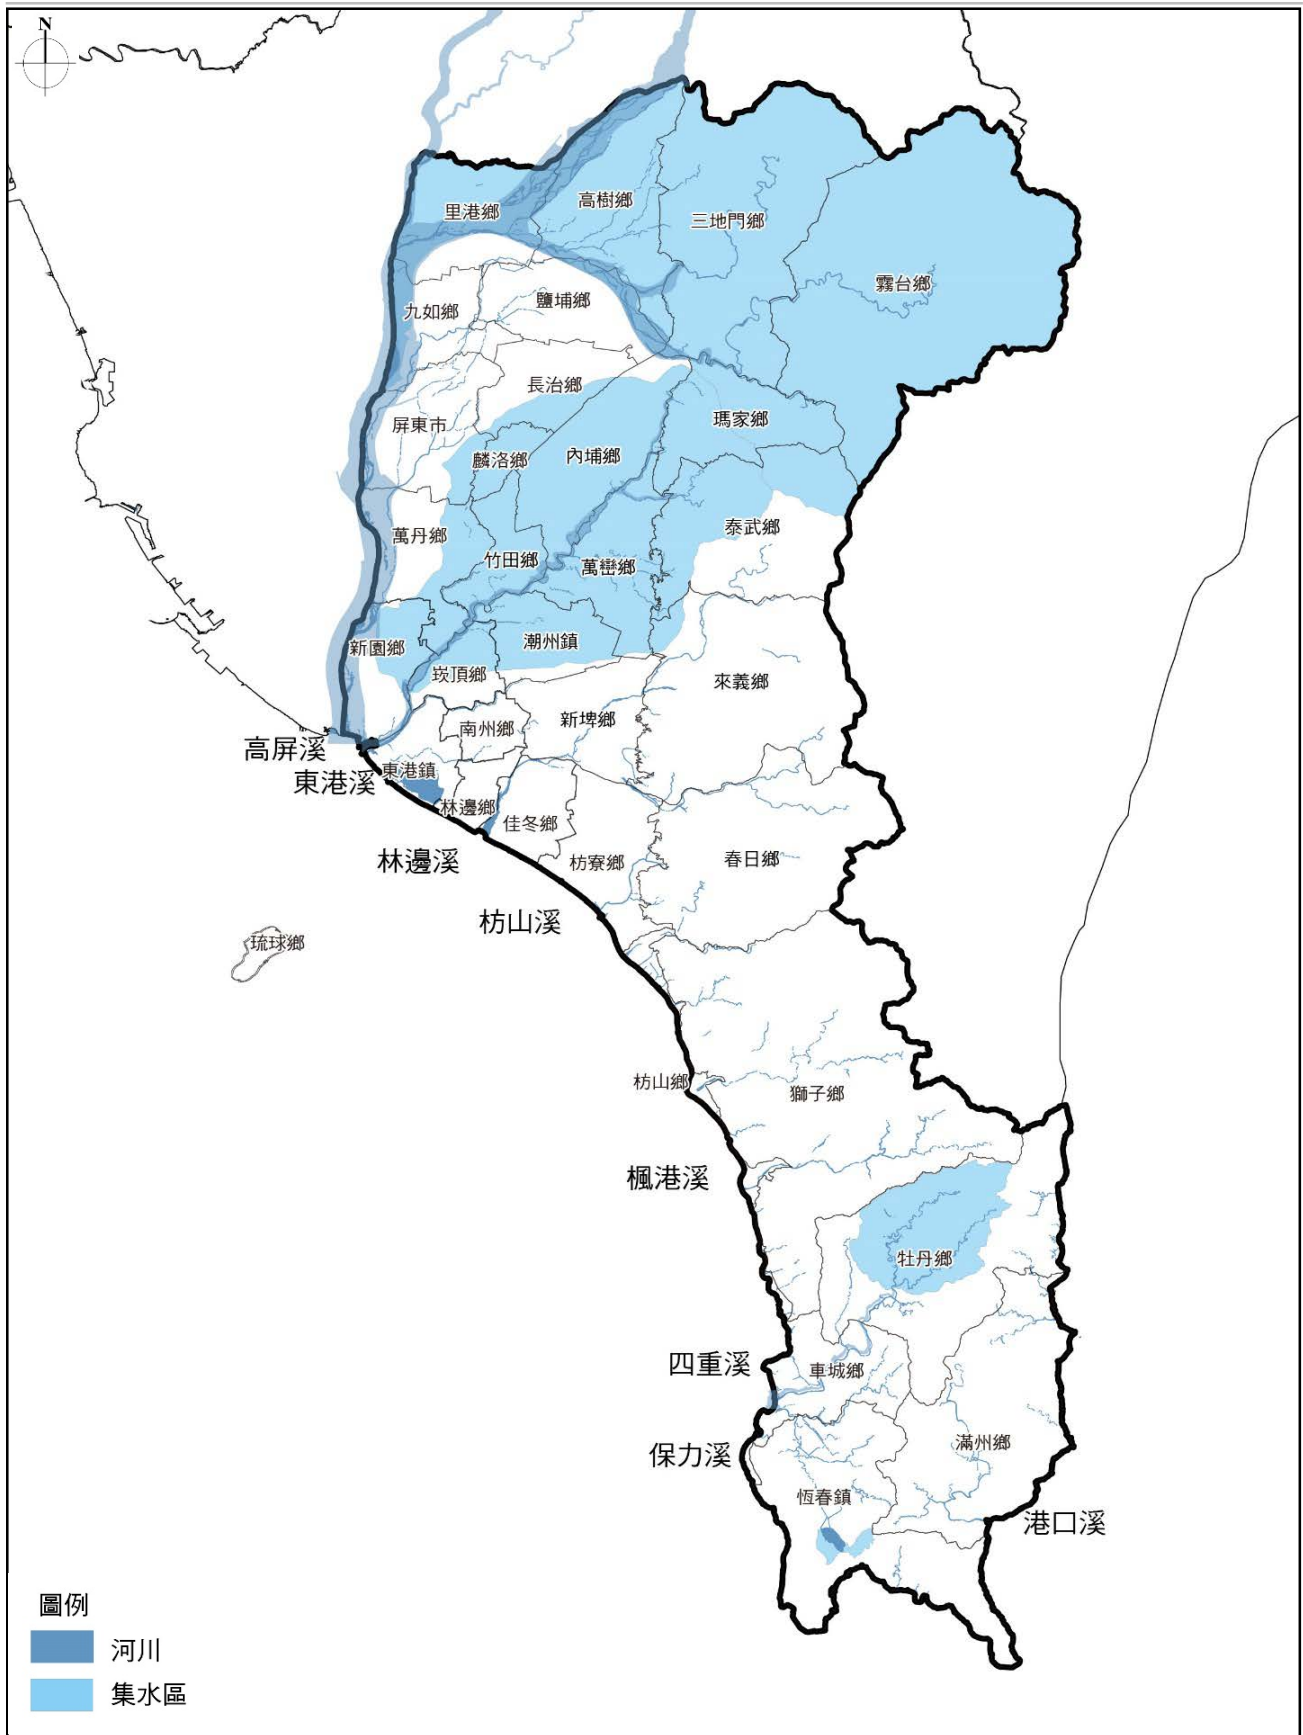 N
里港鄉
高樹鄉
三地門鄉
霧台鄉
九如鄉
鹽埔鄉
長治鄉
屏東市
瑪家鄉
麟洛鄉
內埔鄉
萬丹鄉
泰武鄉
竹田鄉
萬巒鄉
新園鄉
潮州鎮
崁頂鄉
來義鄉
南州鄉
新埤鄉
高屏溪
東港溪
東港鎮
林邊鄉
佳冬鄉
林邊溪
枋寮鄉
春日鄉
枋山溪
琉球鄉
枋山鄉
獅子鄉
楓港溪
牡丹鄉
四重溪
車城鄉
保力溪
滿州鄉
恆春鎮
港口溪
圖例
河川
集水區